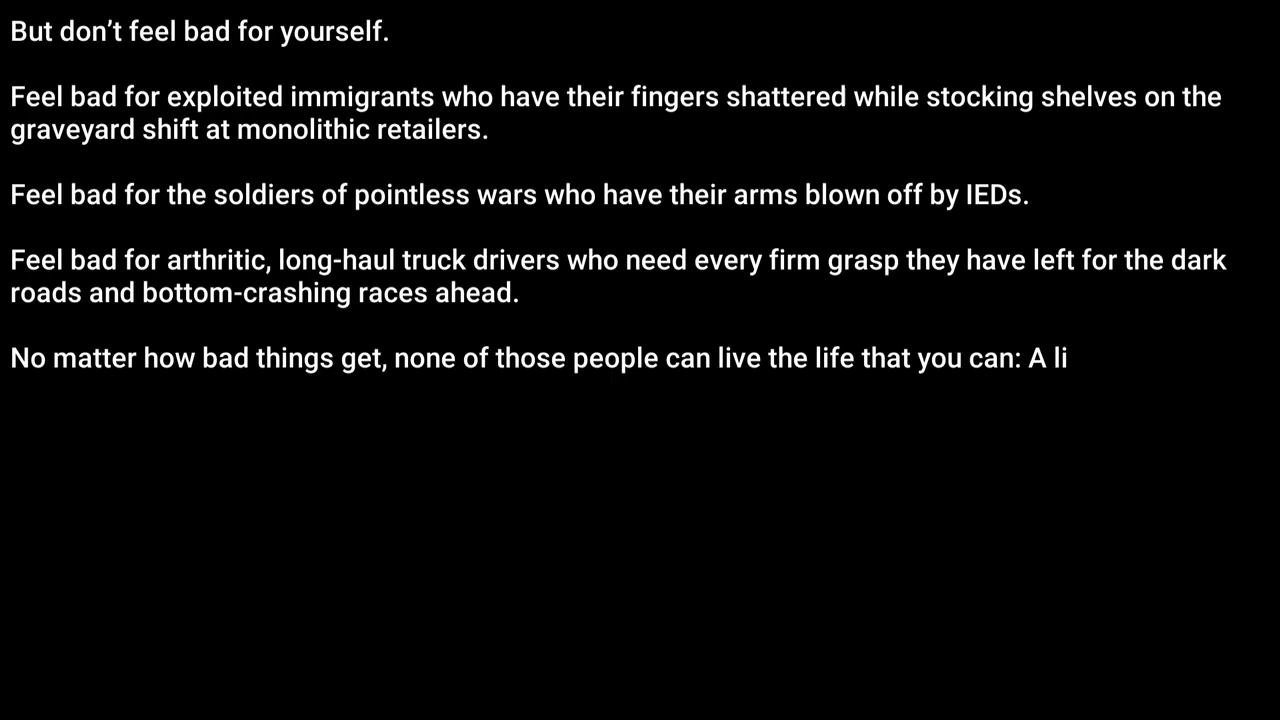 But don’t feel bad for yourself.
Feel bad for exploited immigrants who have their fingers shattered while stocking shelves on the
graveyard shift at monolithic retailers.
Feel bad for the soldiers of pointless wars who have their arms blown off by IEDs.
Feel bad for arthritic, long-haul truck drivers who need every firm grasp they have left for the dark
roads and bottom-crashing races ahead.
No matter how bad things get, none of those people can live the life that you can: A li